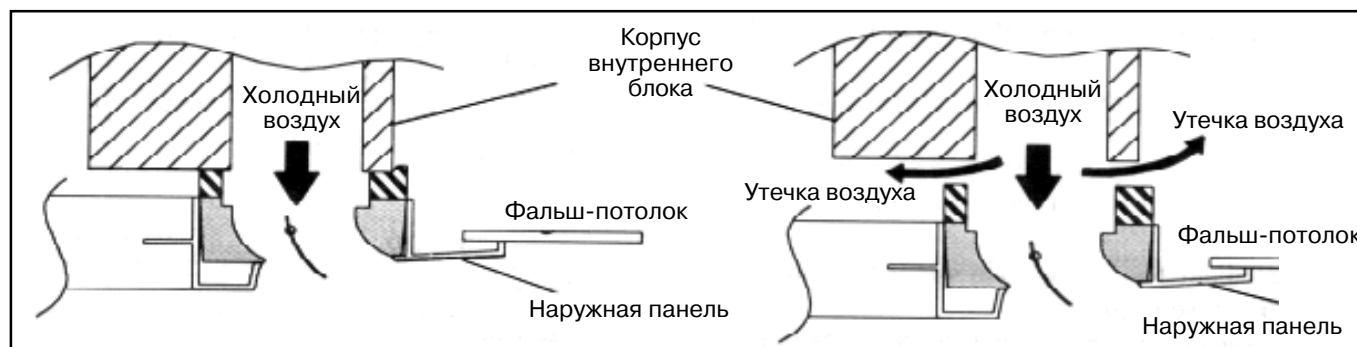 Корпус
внутреннего
блока
Холодный
воздух
Фальш-потолок
Наружная панель
Холодный
воздух
Утечка воздуха
Утечка воздуха
Фальш-потолок
Наружная панель